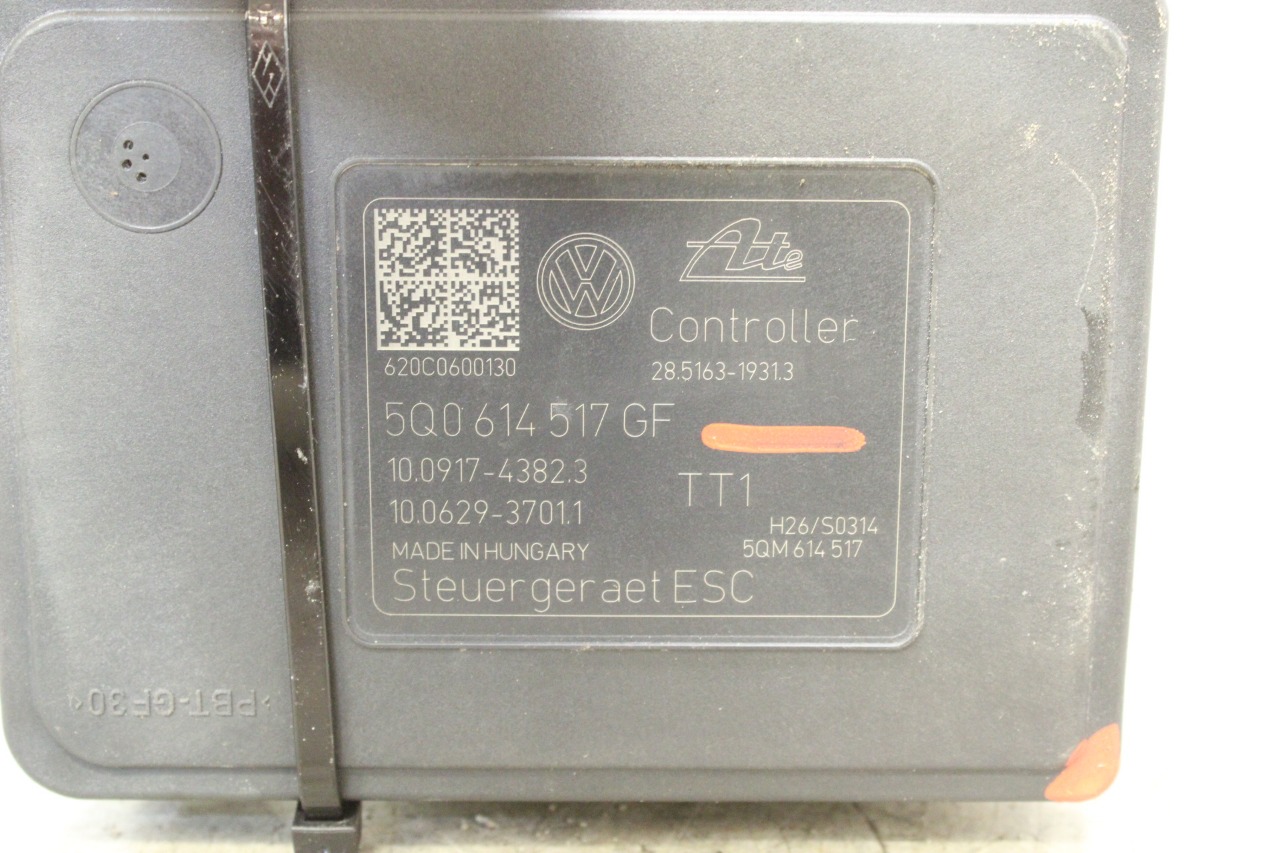 Ate
Controller
620C0600130
28.5163-1931.3
5Q0 614 517 GF
10.0917-4382.3
TT1
10.0629-3701.1
H26/S0314
MADE IN HUNGARY
5QM 614 517
Steuergeraet ESC
>PBT-GF30<